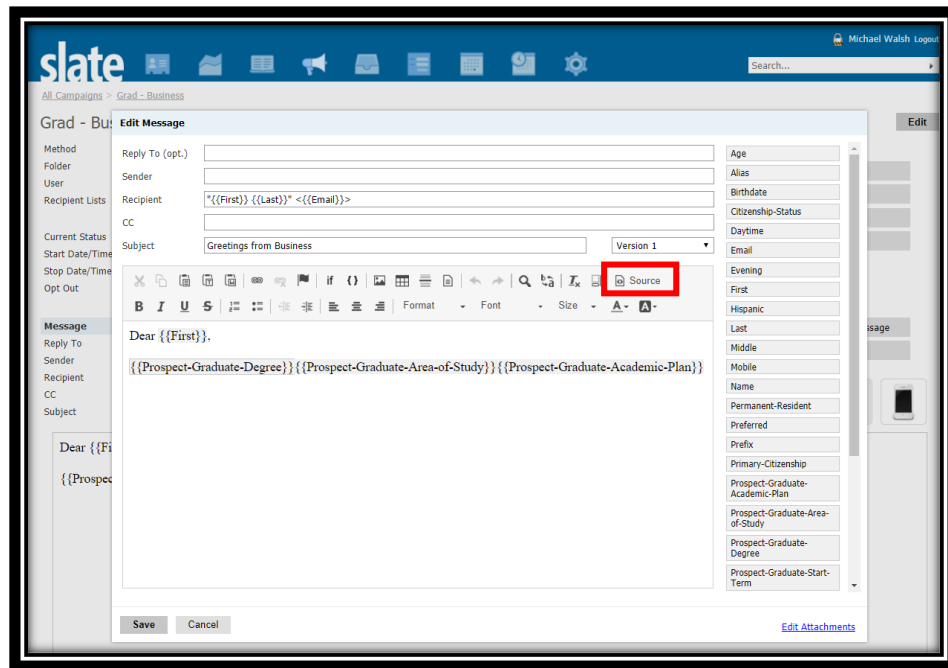 slate
Michael Walsh Logout
Search...
All Campaigns > Grad - Business
Grad - Bu
Edit
Method
Folder
User
Recipient Lists
Current Status
Start Date/Time
Stop Date/Time
Opt Out
Message
ssage
Reply To
Sender
Recipient
CC
Subject
Dear {{Fi
{{Prospec
Edit Message
Reply To (opt.)
Sender
Recipient "{{First}} {{Last}}" <{{Email}}>
CC
Subject Greetings from Business Version 1
if {} Source
B I U S Format Font Size A A
Dear {{First}},
{{Prospect-Graduate-Degree}}{{Prospect-Graduate-Area-of-Study}}{{Prospect-Graduate-Academic-Plan}}
Age
Alias
Birthdate
Citizenship-Status
Daytime
Email
Evening
First
Hispanic
Last
Middle
Mobile
Name
Permanent-Resident
Preferred
Prefix
Primary-Citizenship
Prospect-Graduate-
Academic-Plan
Prospect-Graduate-Area-
of-Study
Prospect-Graduate-
Degree
Prospect-Graduate-Start-
Term
Save Cancel
Edit Attachments